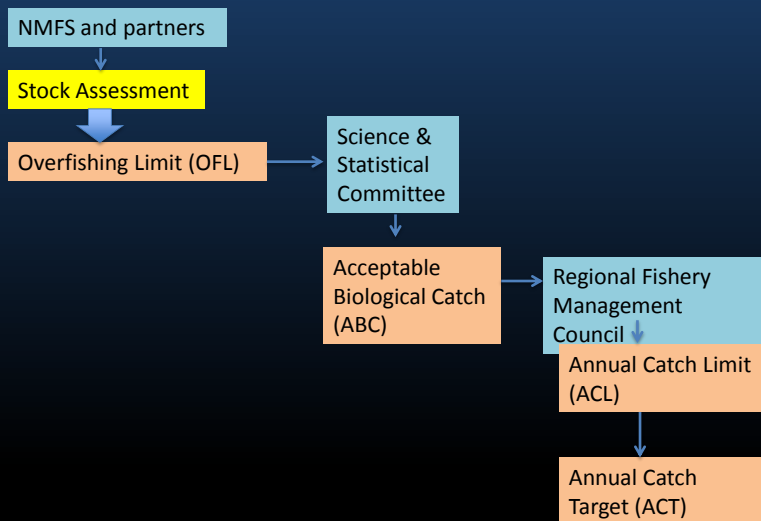 NMFS and partners
Stock Assessment
Overfishing Limit (OFL)
Science &
Statistical
Committee
Acceptable
Biological Catch
(ABC)
Regional Fishery
Management
Council
Annual Catch Limit
(ACL)
Annual Catch
Target (ACT)